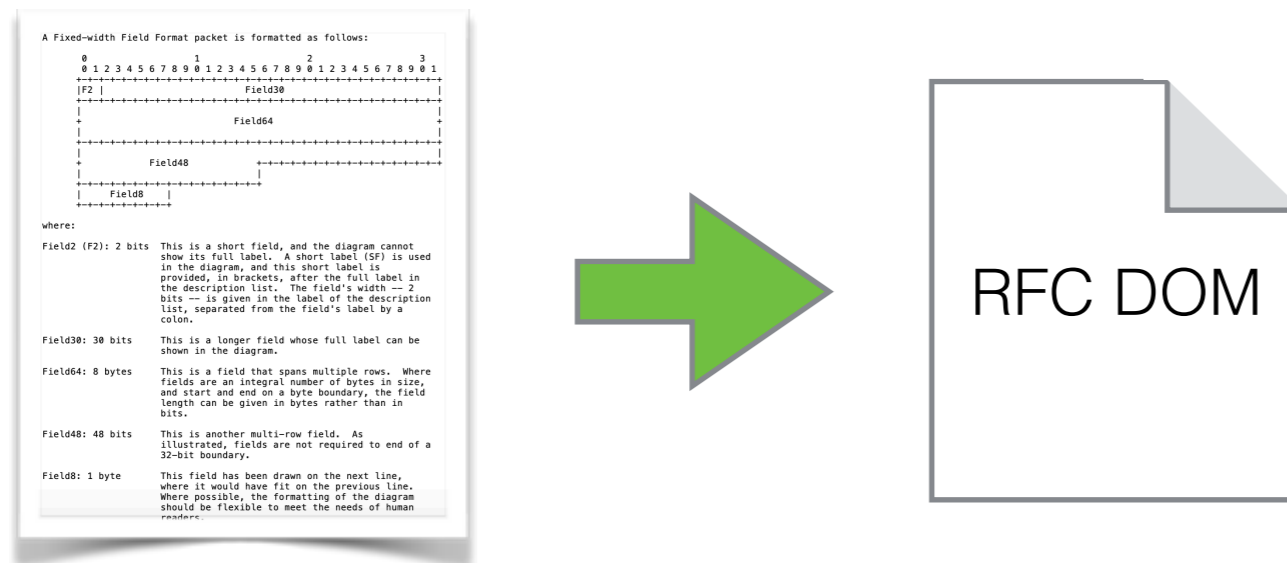 A Fixed-width Field Format packet is formatted as follows:
0                   1                   2                   3
0 1 2 3 4 5 6 7 8 9 0 1 2 3 4 5 6 7 8 9 0 1 2 3 4 5 6 7 8 9 0 1
+-+-+-+-+-+-+-+-+-+-+-+-+-+-+-+-+-+-+-+-+-+-+-+-+-+-+-+-+-+-+-+-+
|F2 |                         Field30                           |
+-+-+-+-+-+-+-+-+-+-+-+-+-+-+-+-+-+-+-+-+-+-+-+-+-+-+-+-+-+-+-+-+
|                                                               |
+                           Field64                             +
|                                                               |
+-+-+-+-+-+-+-+-+-+-+-+-+-+-+-+-+-+-+-+-+-+-+-+-+-+-+-+-+-+-+-+-+
|                                                               |
+            Field48            +-+-+-+-+-+-+-+-+-+-+-+-+-+-+-+-+
|                               |
+-+-+-+-+-+-+-+-+-+-+-+-+-+-+-+-+
|     Field8    |
+-+-+-+-+-+-+-+-+
where:
Field2 (F2): 2 bits  This is a short field, and the diagram cannot
show its full label.  A short label (SF) is used
in the diagram, and this short label is
provided, in brackets, after the full label in
the description list.  The field's width -- 2
bits -- is given in the label of the description
list, separated from the field's label by a
colon.
Field30: 30 bits     This is a longer field whose full label can be
shown in the diagram.
Field64: 8 bytes     This is a field that spans multiple rows.  Where
fields are an integral number of bytes in size,
and start and end on a byte boundary, the field
length can be given in bytes rather than in
bits.
Field48: 48 bits     This is another multi-row field.  As
illustrated, fields are not required to end of a
32-bit boundary.
Field8: 1 byte       This field has been drawn on the next line,
where it would have fit on the previous line.
Where possible, the formatting of the diagram
should be flexible to meet the needs of human
readers.
RFC DOM